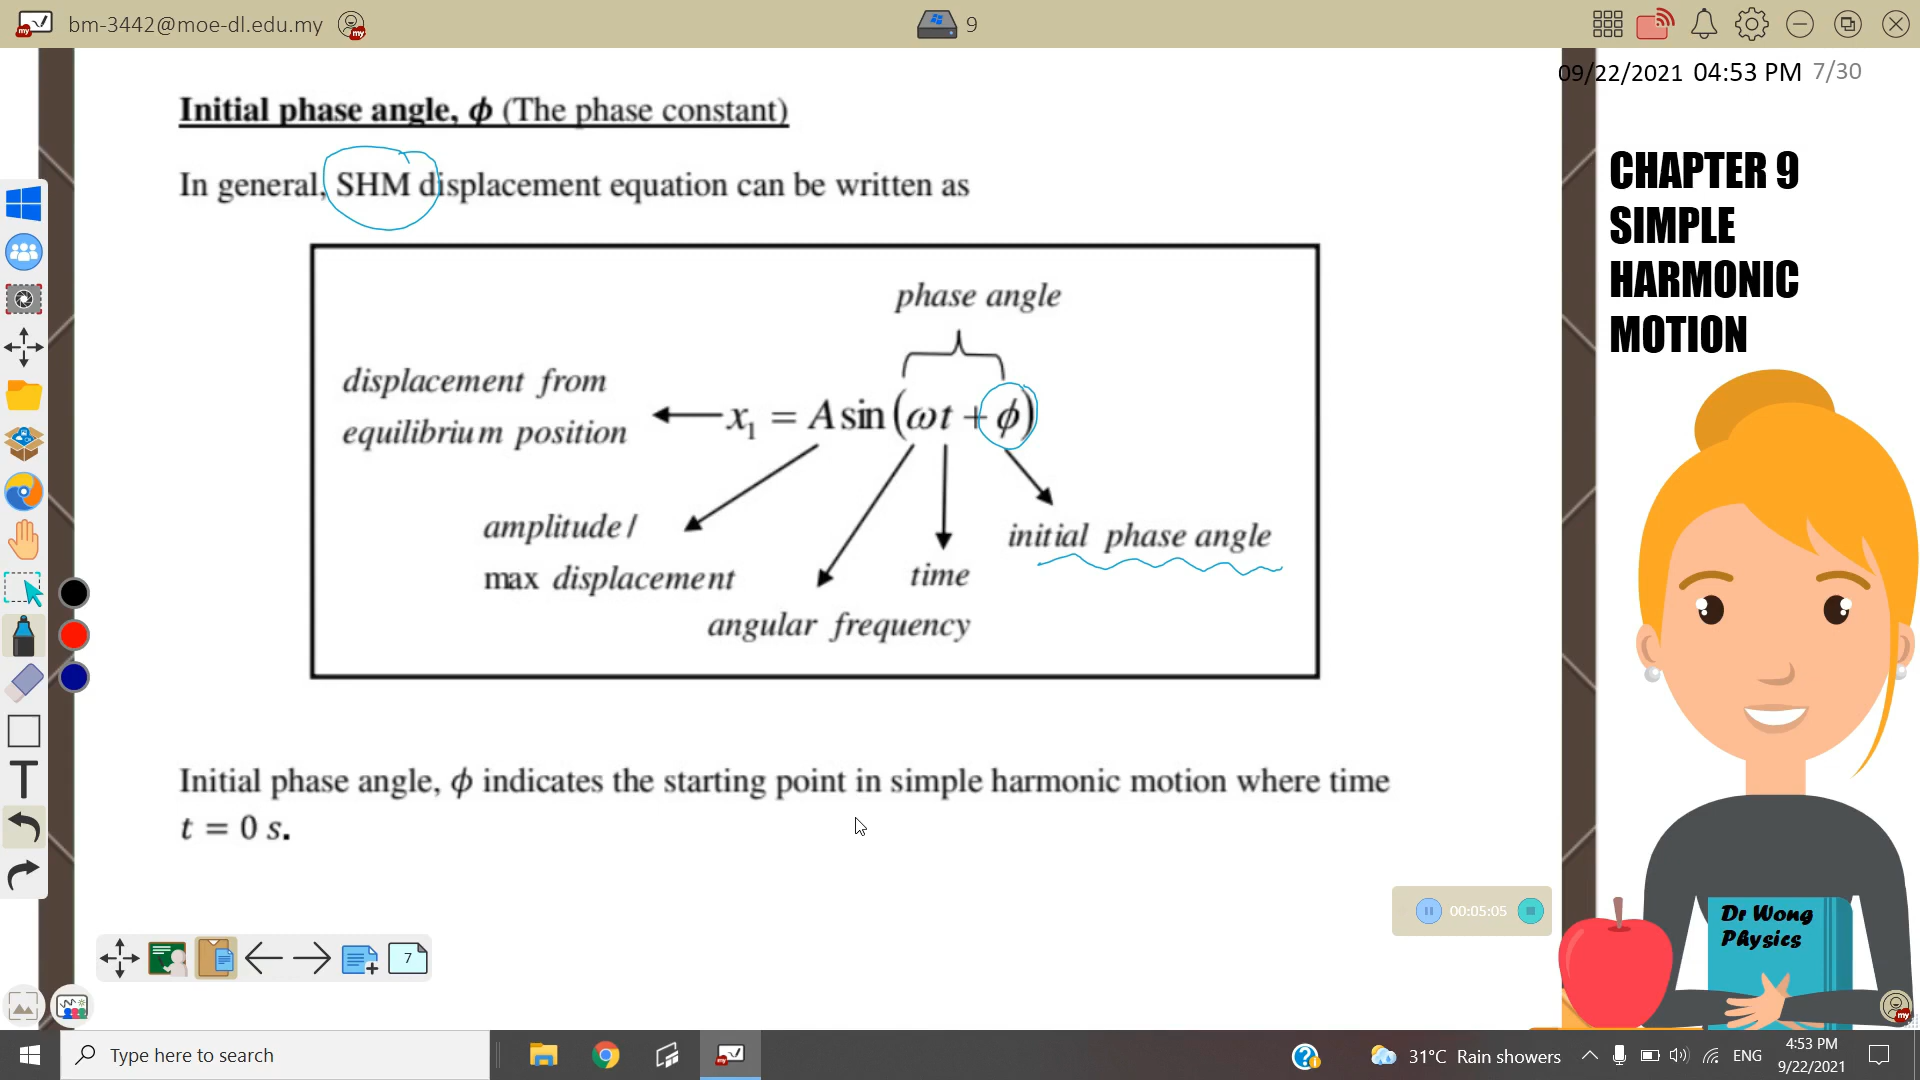 bm-3442@moe-dl.edu.my
9
09/22/2021 04:53 PM 7/30
Initial phase angle, ϕ (The phase constant)
In general, SHM displacement equation can be written as
phase angle
displacement from
equilibrium position
x₁ = A sin(ωt + ϕ)
amplitude /
max displacement
angular frequency
time
initial phase angle
Initial phase angle, ϕ indicates the starting point in simple harmonic motion where time
t = 0 s.
CHAPTER 9
SIMPLE
HARMONIC
MOTION
Dr Wong
Physics
00:05:05
7
Type here to search
31°C Rain showers
ENG
4:53 PM
9/22/2021